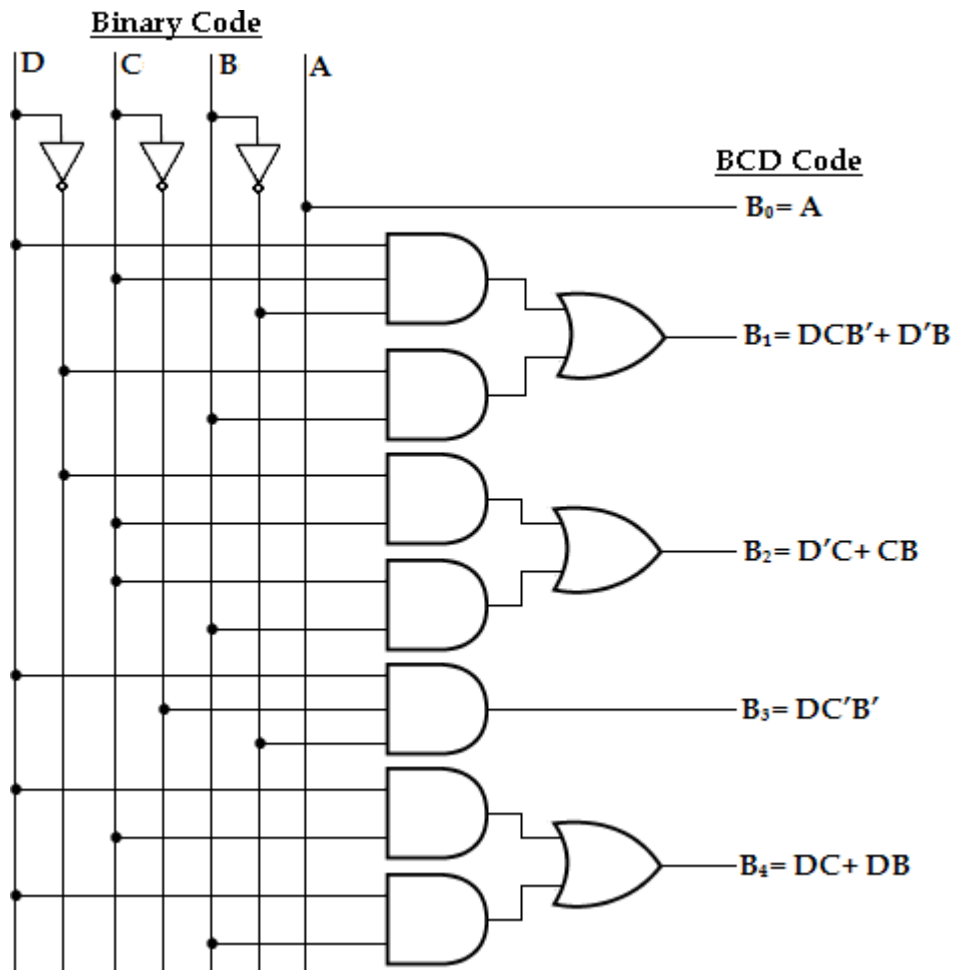 Binary Code
D C B A
BCD Code
B₀= A
B₁= DCB′+ D′B
B₂= D′C+ CB
B₃= DC′B′
B₄= DC+ DB